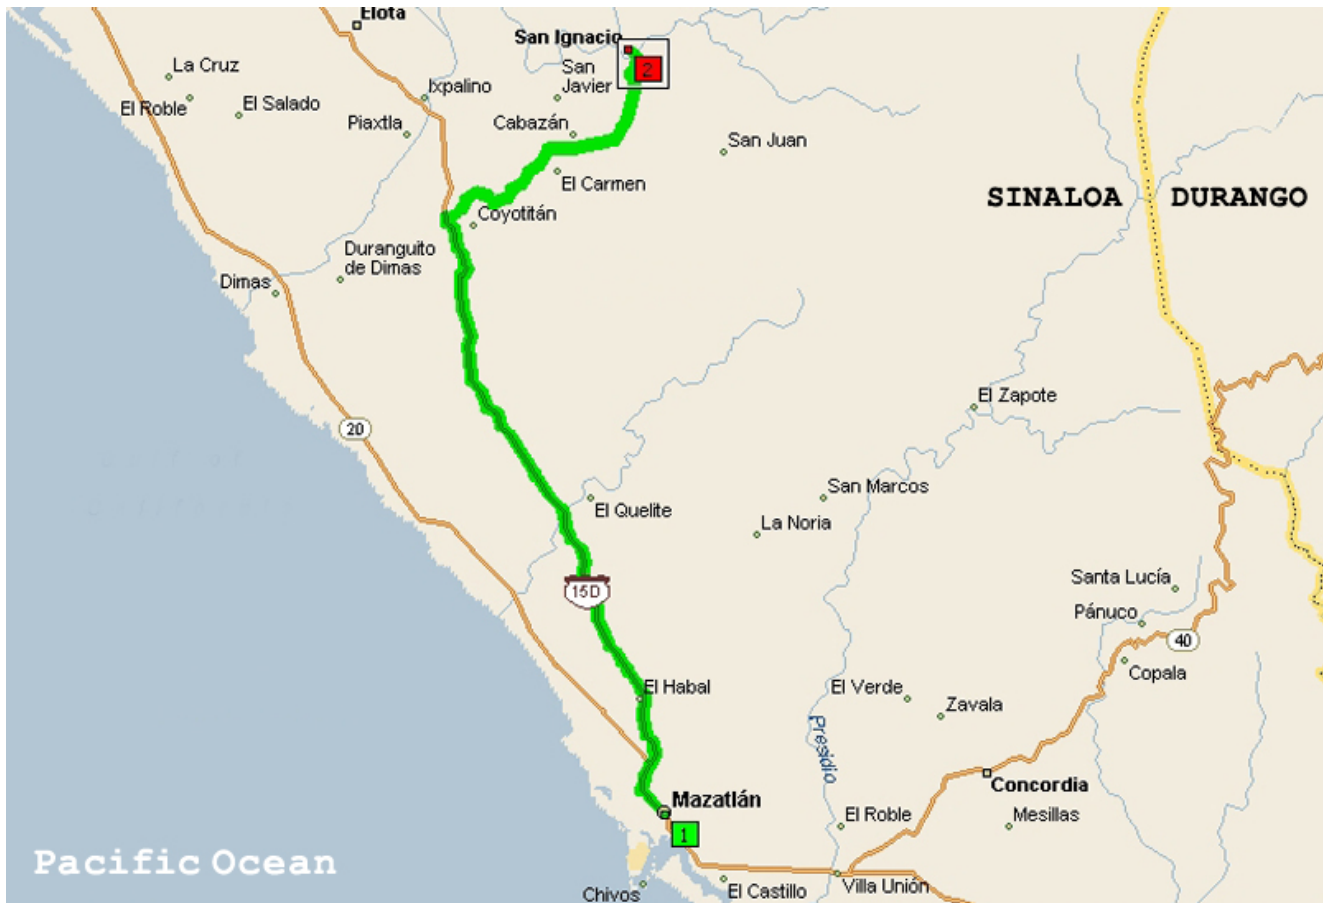 Elota
San Ignacio
2
La Cruz
San
Javier
Ixpalino
El Roble
El Salado
Piaxtla
Cabazán
San Juan
El Carmen
SINALOA
DURANGO
Coyotitán
Duranguito
de Dimas
Dimas
El Zapote
20
San Marcos
El Quelite
La Noria
15D
Santa Lucía
Pánuco
40
Copala
El Habal
El Verde
Zavala
Presidio
Concordia
Mazatlán
El Roble
Mesillas
1
Pacific Ocean
Chivos
El Castillo
Villa Unión